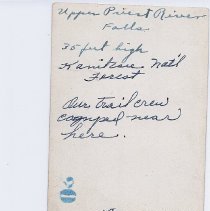 Upper Priest River
Falls
75 feet high
Kaniksu Nat'l
Forest
Our trail crew
camped near
here.